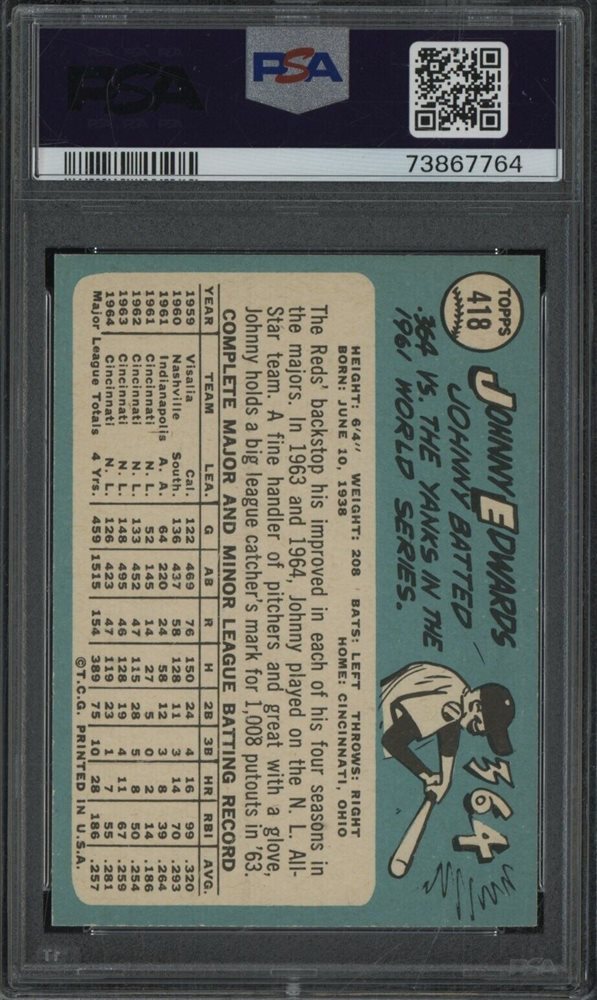 PSA
PSA
73867764
TOPPS
418
JOHNNY EDWARDS
JOHNNY BATTED
.364 VS. THE YANKS IN THE
1961 WORLD SERIES.
364
HEIGHT: 6'4" WEIGHT: 208 BATS: LEFT THROWS: RIGHT
BORN: JUNE 10, 1938 HOME: CINCINNATI, OHIO
The Reds' backstop his improved in each of his four seasons in
the majors. In 1963 and 1964, Johnny played on the N. L. All-
Star team. A fine handler of pitchers and great with a glove,
Johnny holds a big league catcher's mark for 1,008 putouts in '63.
COMPLETE MAJOR AND MINOR LEAGUE BATTING RECORD
YEAR TEAM LEA. G AB R H 2B 3B HR RBI AVG.
1959 Visalia Cal. 122 469 76 150 24 4 16 99 .320
1960 Nashville South. 136 437 58 128 11 3 14 70 .293
1961 Indianapolis A. A. 64 220 24 58 12 3 8 39 .264
1961 Cincinnati N. L. 52 145 14 27 5 0 2 14 .186
1962 Cincinnati N. L. 133 452 47 115 28 5 8 50 .254
1963 Cincinnati N. L. 148 495 46 128 19 4 11 67 .259
1964 Cincinnati N. L. 126 423 47 119 23 1 7 55 .281
Major League Totals 4 Yrs. 459 1515 154 389 75 10 28 186 .257
©T.C.G. PRINTED IN U.S.A.